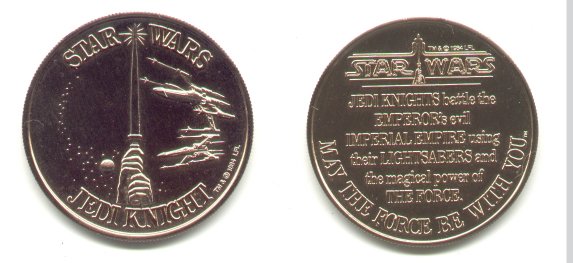 STAR WARS
JEDI KNIGHT
TM & © 1984 LFL
TM & © 1984 LFL
STAR WARS
JEDI KNIGHTS battle the
EMPEROR's evil
IMPERIAL EMPIRE using
their LIGHTSABERS and
the magical power of
THE FORCE.
MAY THE FORCE BE WITH YOU™